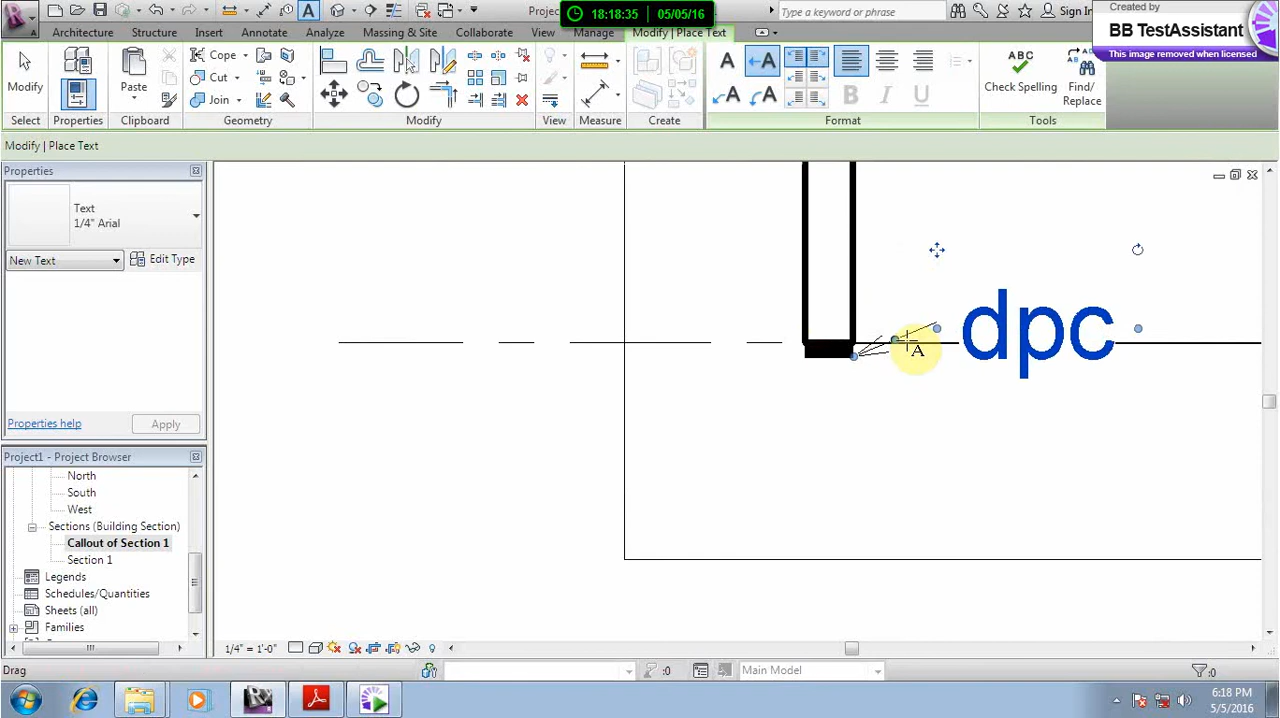 Project
18:18:35
05/05/16
Type a keyword or phrase
Sign In
Created by
BB TestAssistant
This image removed when licensed
Architecture
Structure
Insert
Annotate
Analyze
Massing & Site
Collaborate
View
Manage
Modify | Place Text
Modify
Paste
Cope
Cut
Join
Check Spelling
Find/
Replace
Select
Properties
Clipboard
Geometry
Modify
View
Measure
Create
Format
Tools
Modify | Place Text
Properties
Text
1/4" Arial
New Text
Edit Type
Properties help
Apply
Project1 - Project Browser
North
South
West
Sections (Building Section)
Callout of Section 1
Section 1
Legends
Schedules/Quantities
Sheets (all)
Families
dpc
1/4" = 1'-0"
Drag
:0
Main Model
:0
6:18 PM
5/5/2016